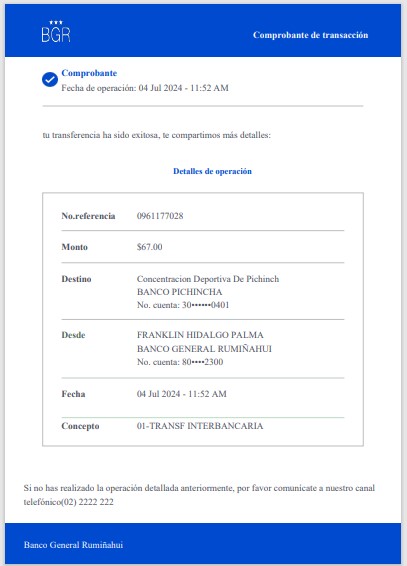 BGR
Comprobante de transacción
Comprobante
Fecha de operación: 04 Jul 2024 - 11:52 AM
tu transferencia ha sido exitosa, te compartimos más detalles:
Detalles de operación
No.referencia 0961177028
Monto $67.00
Destino Concentracion Deportiva De Pichinch
BANCO PICHINCHA
No. cuenta: 30••••••0401
Desde FRANKLIN HIDALGO PALMA
BANCO GENERAL RUMIÑAHUI
No. cuenta: 80••••2300
Fecha 04 Jul 2024 - 11:52 AM
Concepto 01-TRANSF INTERBANCARIA
Si no has realizado la operación detallada anteriormente, por favor comunícate a nuestro canal
telefónico(02) 2222 222
Banco General Rumiñahui